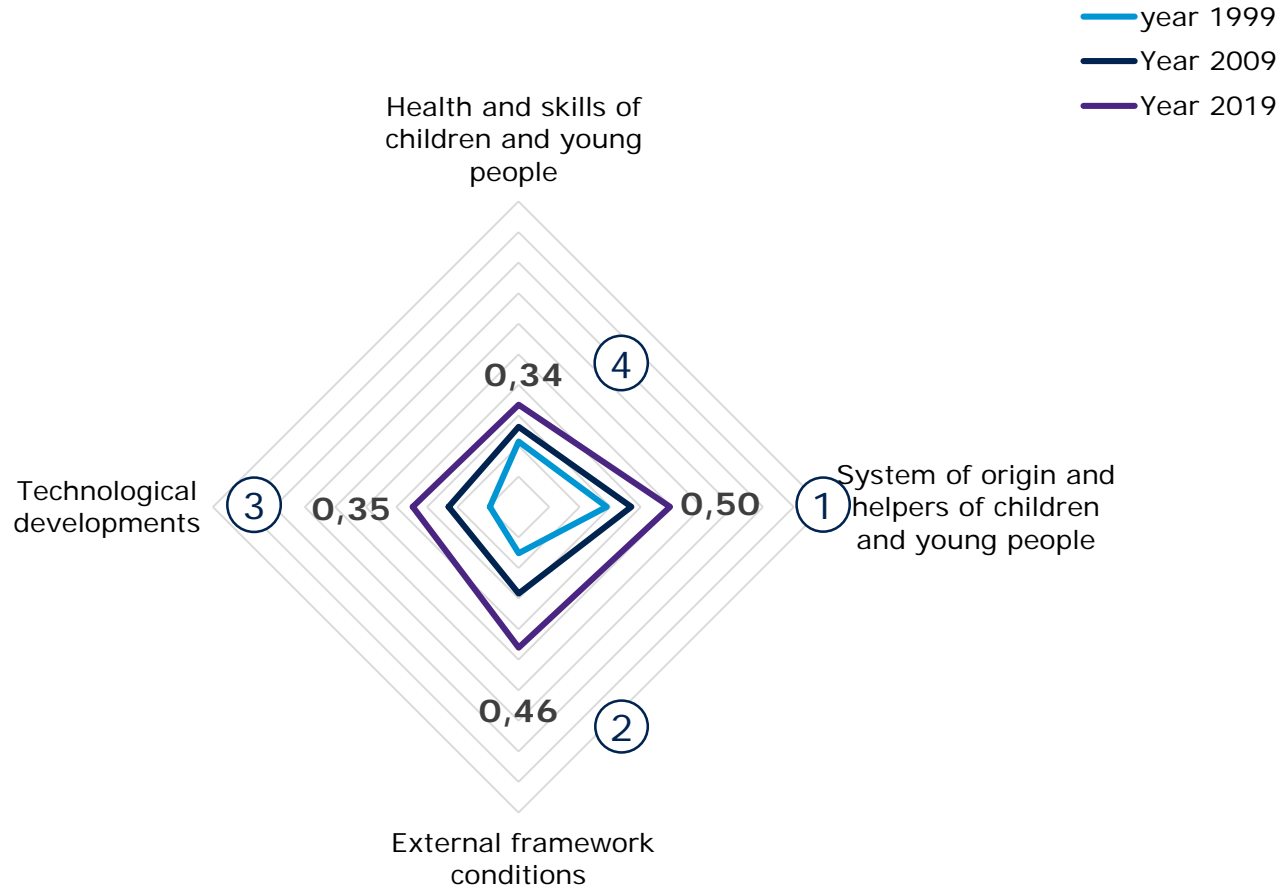 year 1999
Year 2009
Year 2019
Health and skills of
children and young
people
4
0,34
System of origin and
helpers of children
and young people
1
0,50
Technological
developments
3
0,35
0,46
2
External framework
conditions